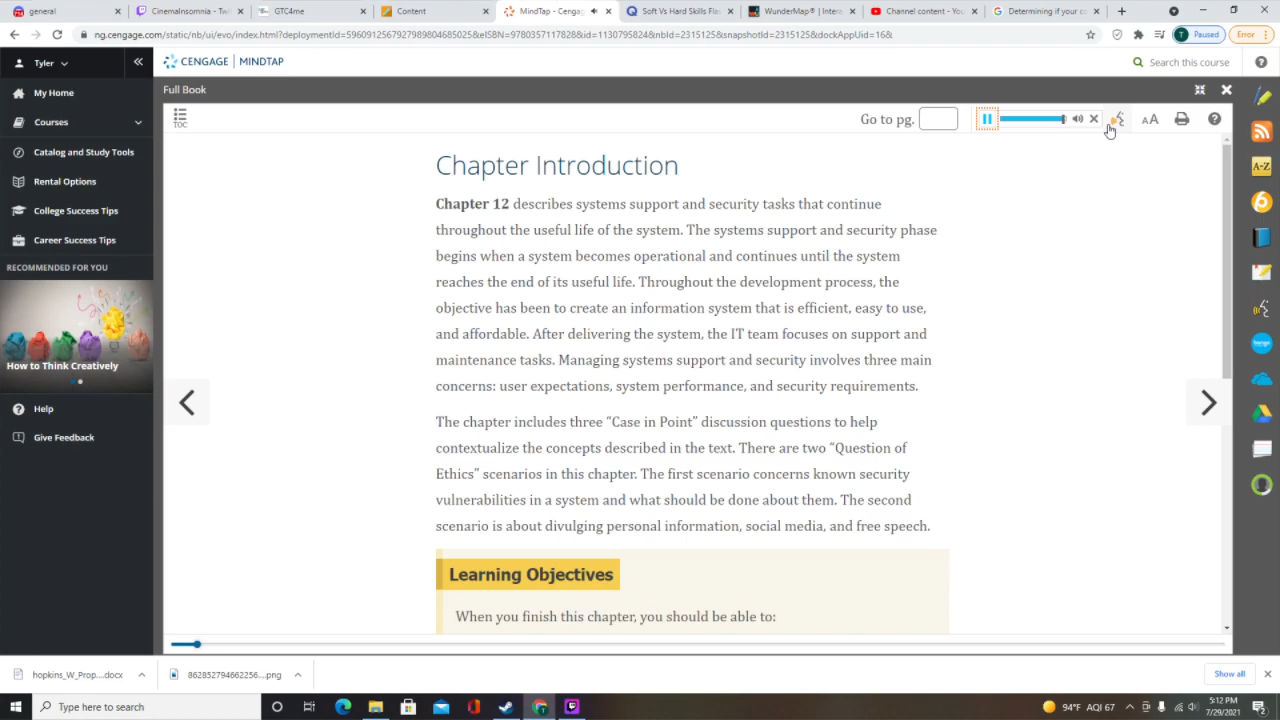 general
CinemaInsomnia - Twi
GTC4me
Content
MindTap - Cengag
Soft Vs Hard Skills Flas
WunderMap® | Intera
Channel content - You
Determining if your co
ng.cengage.com/static/nb/ui/evo/index.html?deploymentId=59609125679279898046850258&eISBN=9780357117828&id=1130795824&nbId=2315125&snapshotId=2315125&dockAppUid=16&
T Paused
Error
Tyler
CENGAGE | MINDTAP
Search this course
Full Book
My Home
Courses
Catalog and Study Tools
Rental Options
College Success Tips
Career Success Tips
RECOMMENDED FOR YOU
How to Think Creatively
Help
Give Feedback
TOC
Go to pg.
AA
A-Z
bongo
Chapter Introduction
Chapter 12 describes systems support and security tasks that continue
throughout the useful life of the system. The systems support and security phase
begins when a system becomes operational and continues until the system
reaches the end of its useful life. Throughout the development process, the
objective has been to create an information system that is efficient, easy to use,
and affordable. After delivering the system, the IT team focuses on support and
maintenance tasks. Managing systems support and security involves three main
concerns: user expectations, system performance, and security requirements.
The chapter includes three “Case in Point” discussion questions to help
contextualize the concepts described in the text. There are two “Question of
Ethics” scenarios in this chapter. The first scenario concerns known security
vulnerabilities in a system and what should be done about them. The second
scenario is about divulging personal information, social media, and free speech.
Learning Objectives
When you finish this chapter, you should be able to:
hopkins_W_Prop....docx
862852794662256....png
Show all
Type here to search
94°F AQI 67
5:12 PM
7/29/2021
2